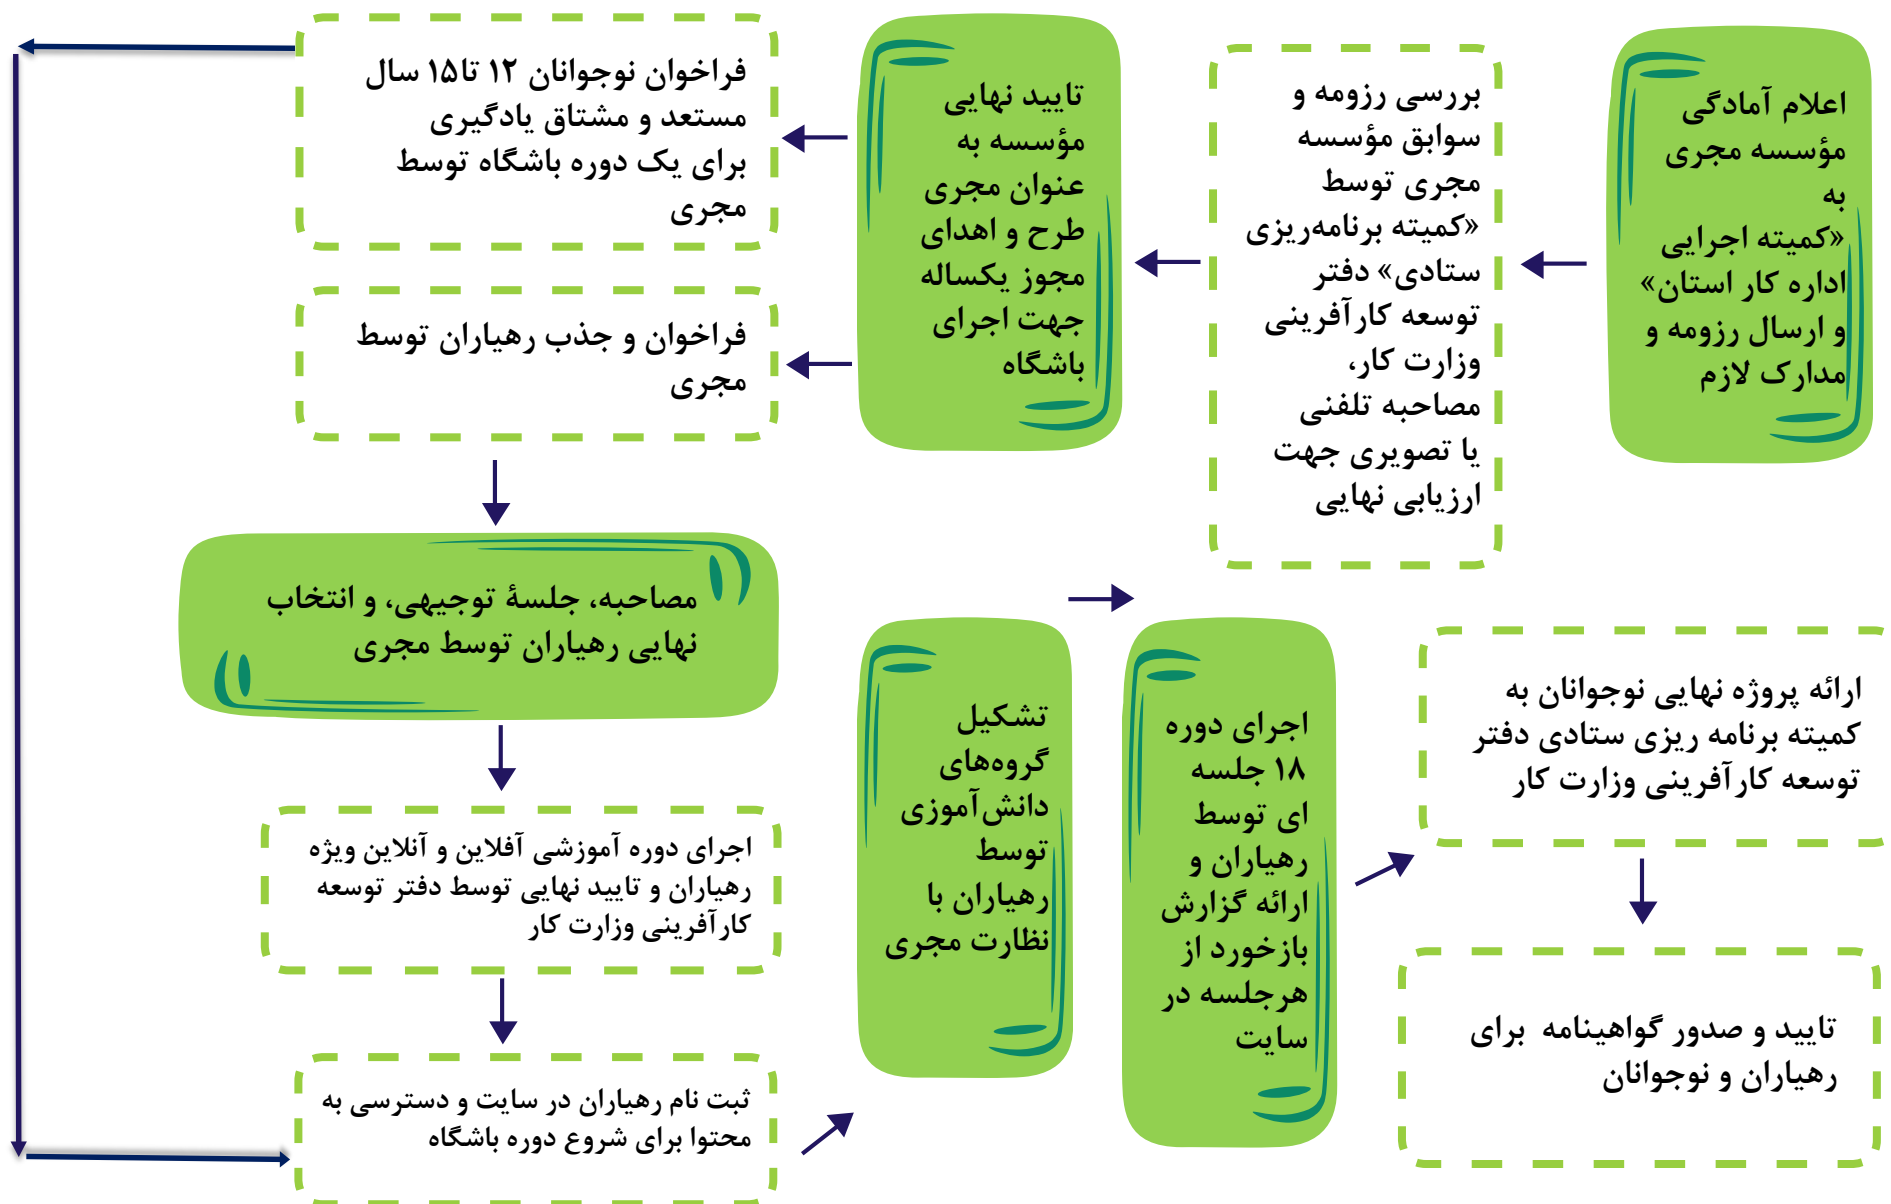 اعلام آمادگی
مؤسسه مجری
به
«کمیته اجرایی
اداره کار استان»
و ارسال رزومه و
مدارک لازم
بررسی رزومه و
سوابق مؤسسه
مجری توسط
«کمیته برنامه‌ریزی
ستادی» دفتر
توسعه کارآفرینی
وزارت کار،
مصاحبه تلفنی
یا تصویری جهت
ارزیابی نهایی
تایید نهایی
مؤسسه به
عنوان مجری
طرح و اهدای
مجوز یکساله
جهت اجرای
باشگاه
فراخوان نوجوانان ۱۲ تا۱۵ سال
مستعد و مشتاق یادگیری
برای یک دوره باشگاه توسط
مجری
فراخوان و جذب رهیاران توسط
مجری
مصاحبه، جلسۀ توجیهی، و انتخاب
نهایی رهیاران توسط مجری
اجرای دوره آموزشی آفلاین و آنلاین ویژه
رهیاران و تایید نهایی توسط دفتر توسعه
کارآفرینی وزارت کار
ثبت نام رهیاران در سایت و دسترسی به
محتوا برای شروع دوره باشگاه
تشکیل
گروه‌های
دانش‌آموزی
توسط
رهیاران با
نظارت مجری
اجرای دوره
۱۸ جلسه
ای توسط
رهیاران و
ارائه گزارش
بازخورد از
هرجلسه در
سایت
ارائه پروژه نهایی نوجوانان به
کمیته برنامه ریزی ستادی دفتر
توسعه کارآفرینی وزارت کار
تایید و صدور گواهینامه برای
رهیاران و نوجوانان